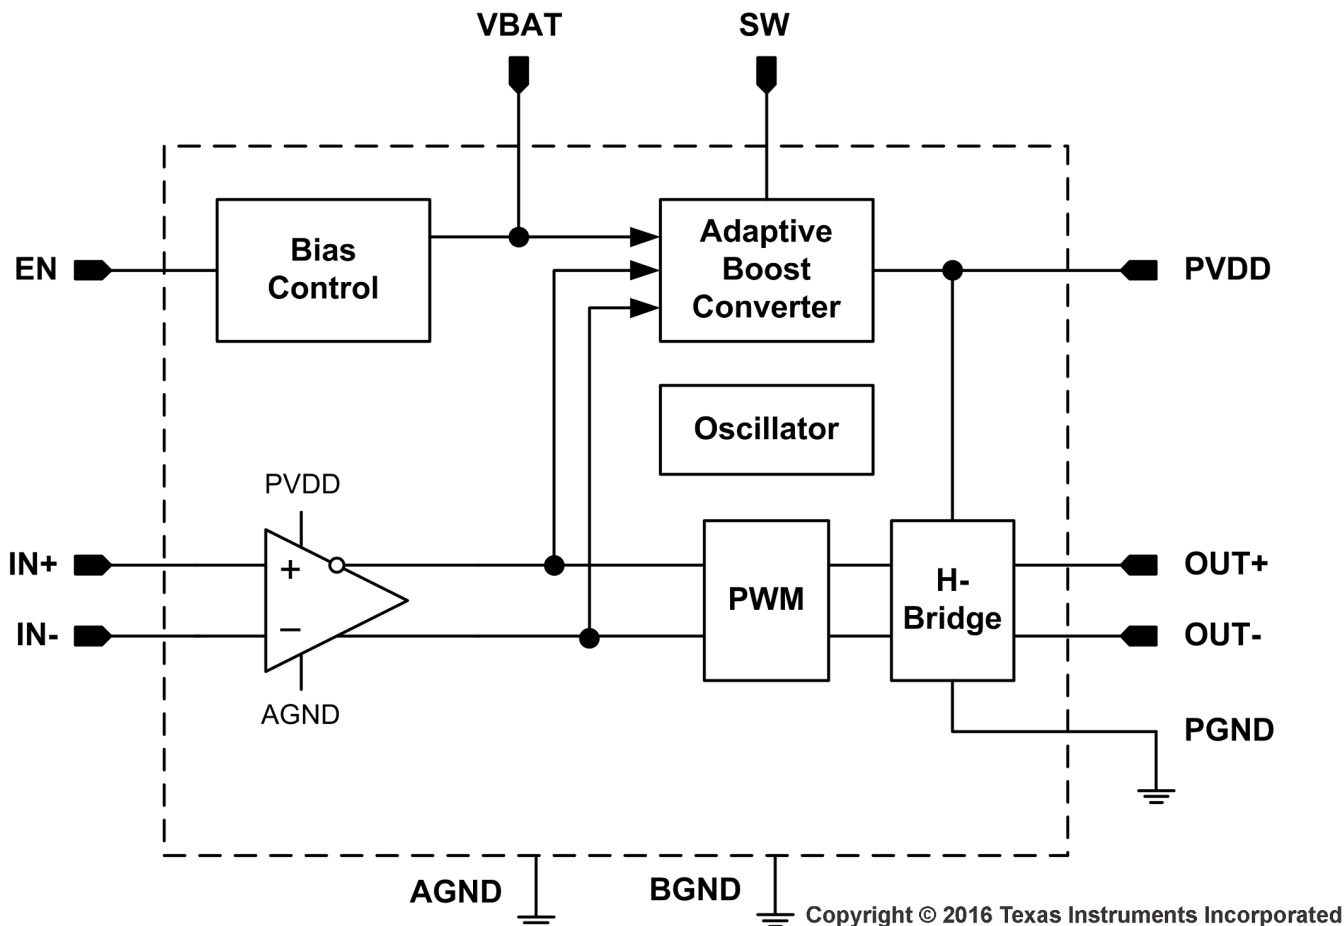 VBAT
SW
Bias
Control
Adaptive
Boost
Converter
EN
PVDD
Oscillator
PVDD
IN+
+
PWM
H-
Bridge
OUT+
IN-
−
OUT-
AGND
PGND
AGND
BGND
Copyright © 2016 Texas Instruments Incorporated